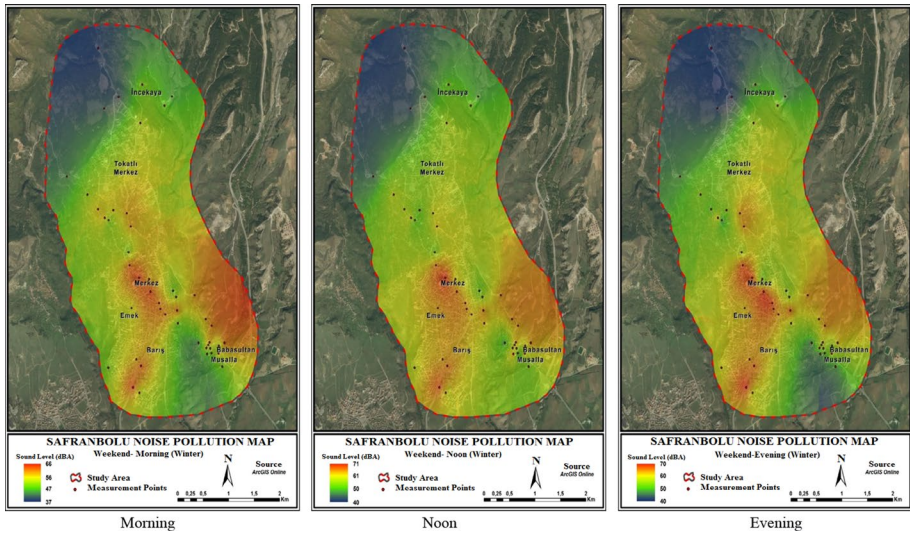 İncekaya
Tokatlı
Merkez
Merkez
Emek
Barış
Babasultan
Musalla
SAFRANBOLU NOISE POLLUTION MAP
Weekend- Morning (Winter)
Sound Level (dBA)
66
56
47
37
Study Area
Measurement Points
N
0 0,25 0,5 1 2
Km
Source
ArcGIS Online
Morning
İncekaya
Tokatlı
Merkez
Merkez
Emek
Barış
Babasultan
Musalla
SAFRANBOLU NOISE POLLUTION MAP
Weekend- Noon (Winter)
Sound Level (dBA)
71
61
50
40
Study Area
Measurement Points
N
0 0,25 0,5 1 2
Km
Source
ArcGIS Online
Noon
İncekaya
Tokatlı
Merkez
Merkez
Emek
Barış
Babasultan
Musalla
SAFRANBOLU NOISE POLLUTION MAP
Weekend-Evening (Winter)
Sound Level (dBA)
70
60
50
40
Study Area
Measurement Points
N
0 0,25 0,5 1 2
Km
Source
ArcGIS Online
Evening